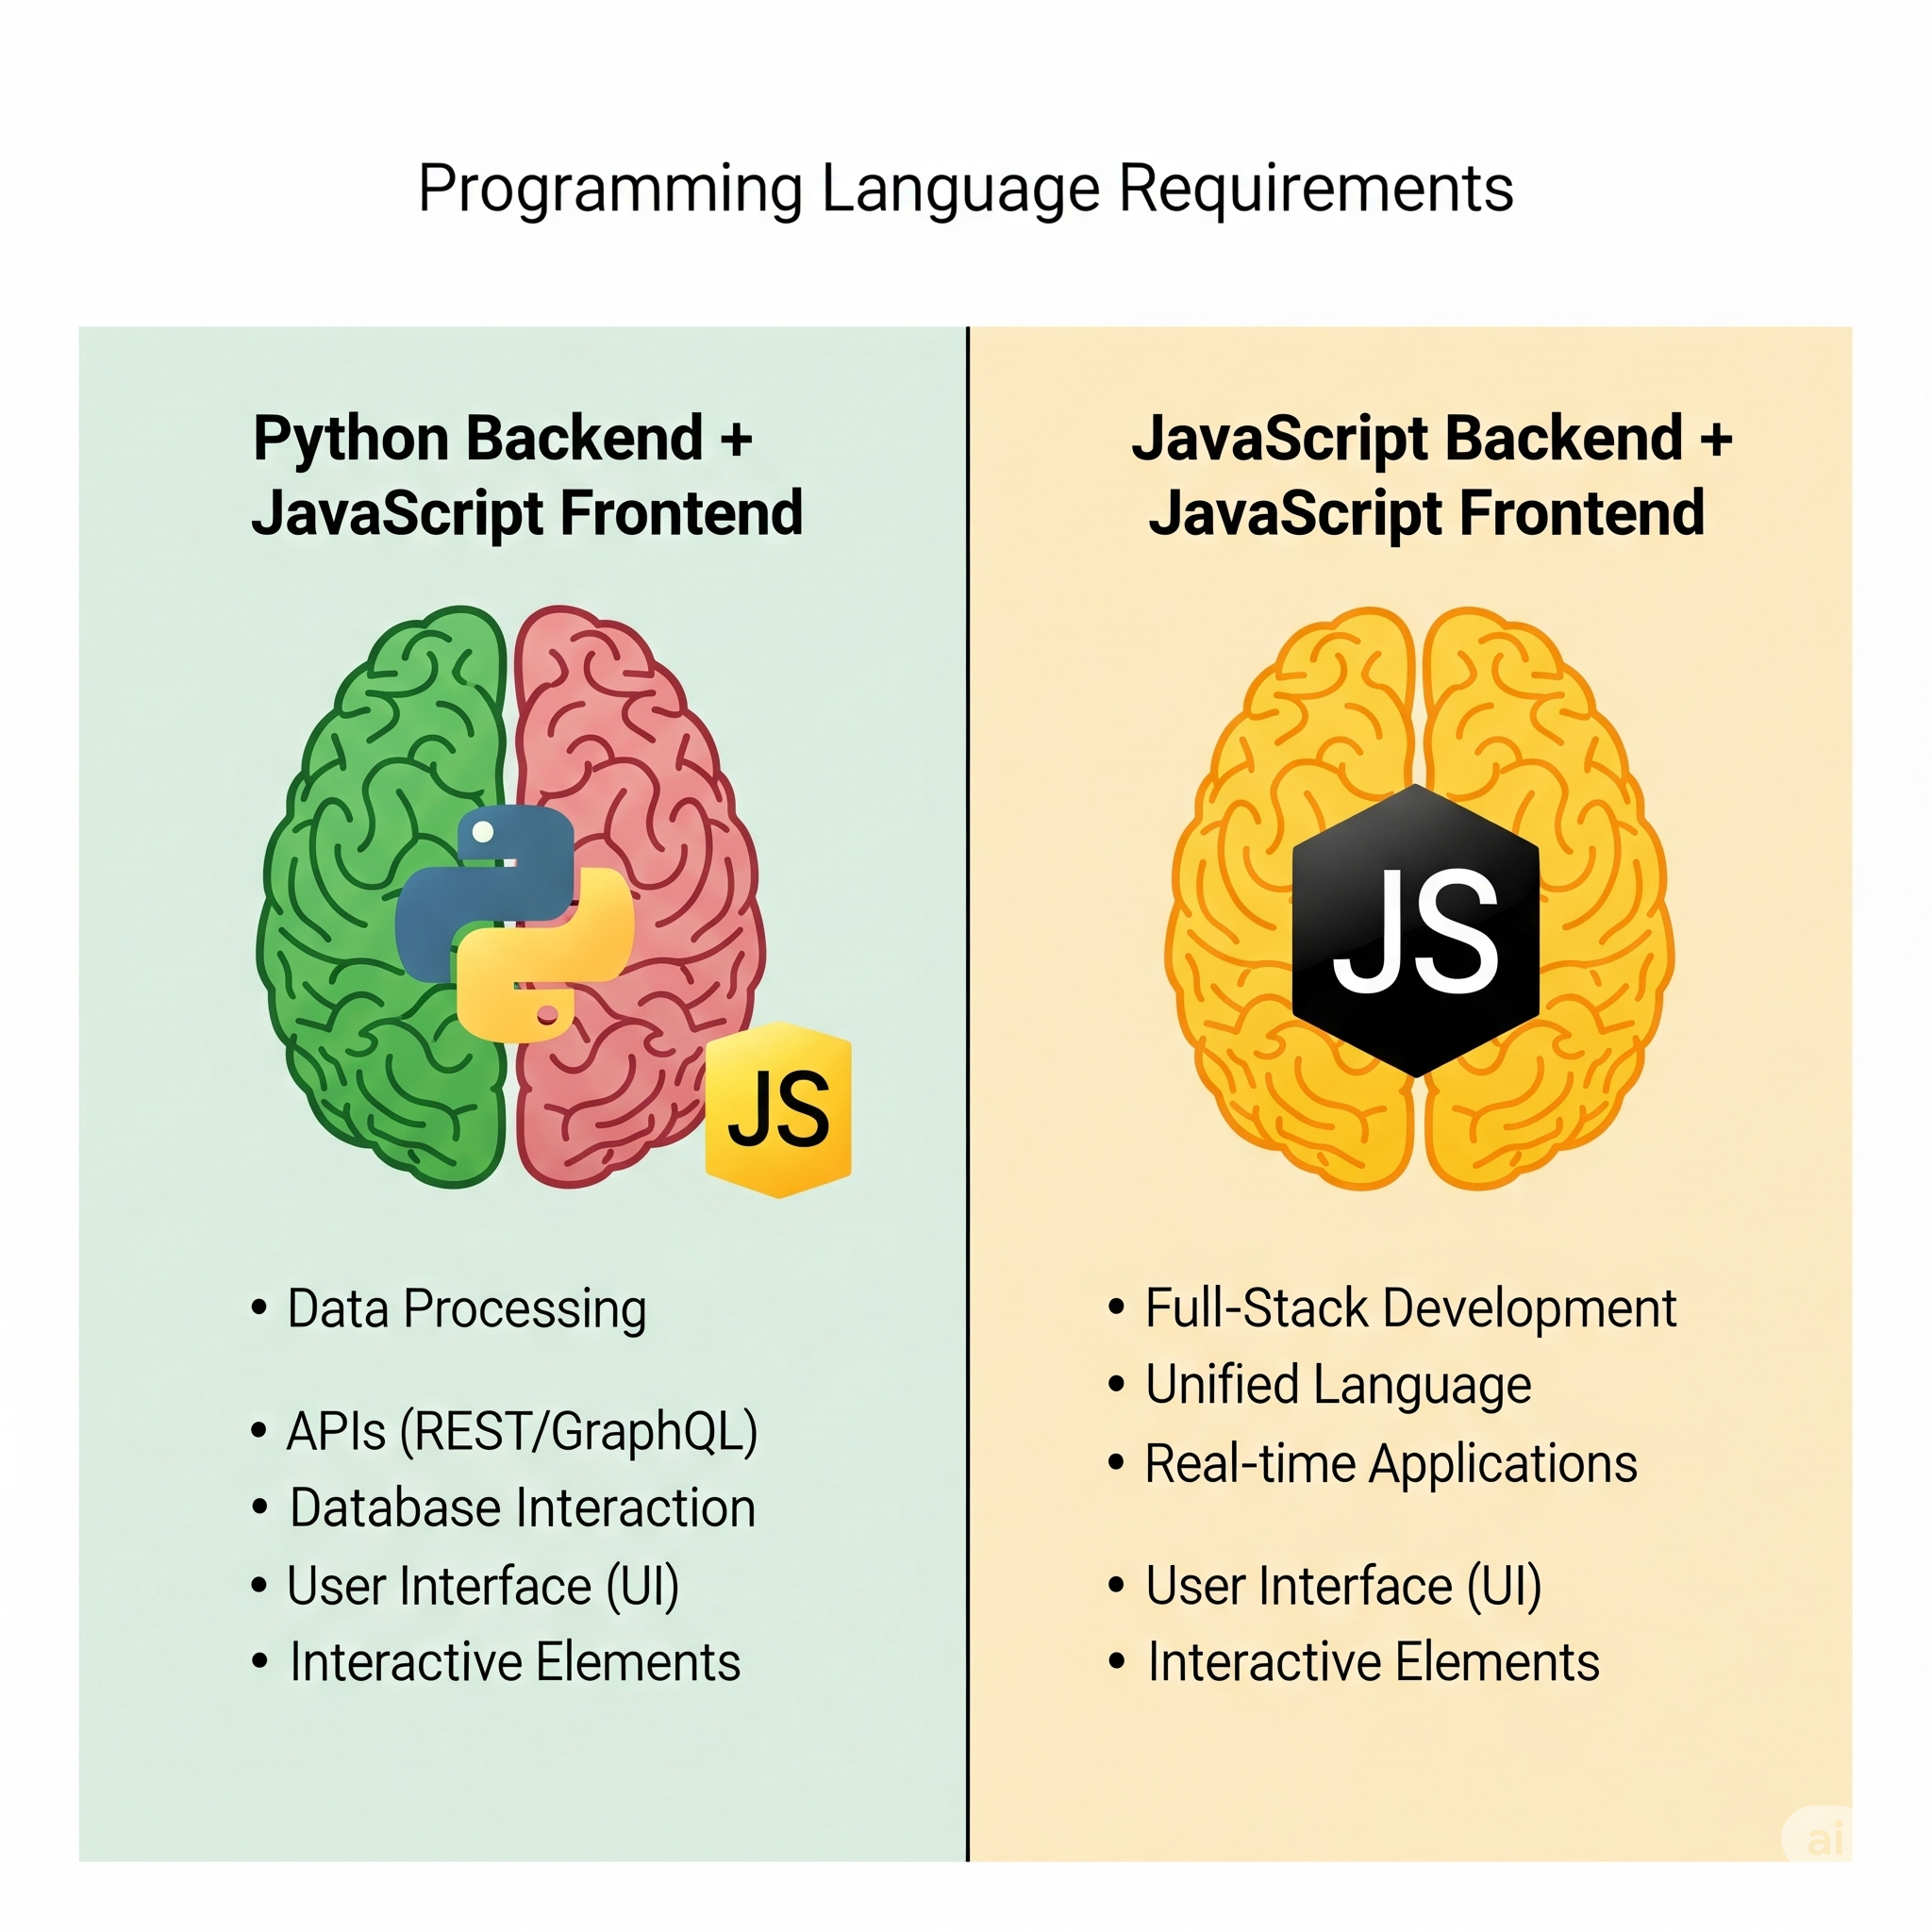 Programming Language Requirements
Python Backend +
JavaScript Frontend
JS
• Data Processing
• APIs (REST/GraphQL)
• Database Interaction
• User Interface (UI)
• Interactive Elements
JavaScript Backend +
JavaScript Frontend
JS
• Full-Stack Development
• Unified Language
• Real-time Applications
• User Interface (UI)
• Interactive Elements
ai